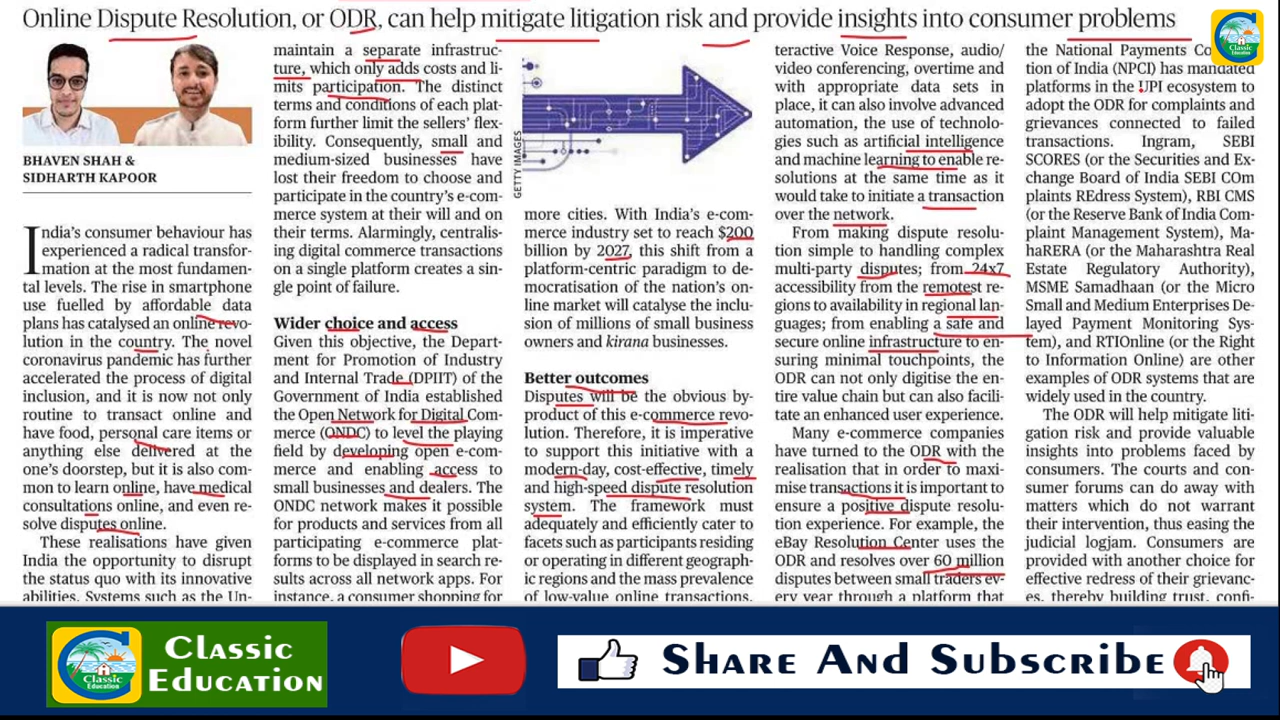 Online Dispute Resolution, or ODR, can help mitigate litigation risk and provide insights into consumer problems
Classic
Education
BHAVEN SHAH &
SIDHARTH KAPOOR
India's consumer behaviour has
experienced a radical transfor-
mation at the most fundamen-
tal levels. The rise in smartphone
use fuelled by affordable data
plans has catalysed an online revo-
lution in the country. The novel
coronavirus pandemic has further
accelerated the process of digital
inclusion, and it is now not only
routine to transact online and
have food, personal care items or
anything else delivered at the
one's doorstep, but it is also com-
mon to learn online, have medical
consultations online, and even re-
solve disputes online.
These realisations have given
India the opportunity to disrupt
the status quo with its innovative
abilities. Systems such as the Un-
maintain a separate infrastruc-
ture, which only adds costs and li-
mits participation. The distinct
terms and conditions of each plat-
form further limit the sellers' flex-
ibility. Consequently, small and
medium-sized businesses have
lost their freedom to choose and
participate in the country's e-com-
merce system at their will and on
their terms. Alarmingly, centralis-
ing digital commerce transactions
on a single platform creates a sin-
gle point of failure.
Wider choice and access
Given this objective, the Depart-
ment for Promotion of Industry
and Internal Trade (DPIIT) of the
Government of India established
the Open Network for Digital Com-
merce (ONDC) to level the playing
field by developing open e-com-
merce and enabling access to
small businesses and dealers. The
ONDC network makes it possible
for products and services from all
participating e-commerce plat-
forms to be displayed in search re-
sults across all network apps. For
instance, a consumer shopping for
GETTY IMAGES
more cities. With India's e-com-
merce industry set to reach $200
billion by 2027, this shift from a
platform-centric paradigm to de-
mocratisation of the nation's on-
line market will catalyse the inclu-
sion of millions of small business
owners and kirana businesses.
Better outcomes
Disputes will be the obvious by-
product of this e-commerce revo-
lution. Therefore, it is imperative
to support this initiative with a
modern-day, cost-effective, timely
and high-speed dispute resolution
system. The framework must
adequately and efficiently cater to
facets such as participants residing
or operating in different geograph-
ic regions and the mass prevalence
of low-value online transactions.
teractive Voice Response, audio/
video conferencing, overtime and
with appropriate data sets in
place, it can also involve advanced
automation, the use of technolo-
gies such as artificial intelligence
and machine learning to enable re-
solutions at the same time as it
would take to initiate a transaction
over the network.
From making dispute resolu-
tion simple to handling complex
multi-party disputes; from 24x7
accessibility from the remotest re-
gions to availability in regional lan-
guages; from enabling a safe and
secure online infrastructure to en-
suring minimal touchpoints, the
ODR can not only digitise the en-
tire value chain but can also facili-
tate an enhanced user experience.
Many e-commerce companies
have turned to the ODR with the
realisation that in order to maxi-
mise transactions it is important to
ensure a positive dispute resolu-
tion experience. For example, the
eBay Resolution Center uses the
ODR and resolves over 60 million
disputes between small traders ev-
ery year through a platform that
the National Payments
tion of India (NPCI) has mandated
platforms in the UPI ecosystem to
adopt the ODR for complaints and
grievances connected to failed
transactions. Ingram, SEBI
SCORES (or the Securities and Ex-
change Board of India SEBI COm
plaints REdress System), RBI CMS
(or the Reserve Bank of India Com-
plaint Management System), Ma-
haRERA (or the Maharashtra Real
Estate Regulatory Authority),
MSME Samadhaan (or the Micro
Small and Medium Enterprises De-
layed Payment Monitoring Sys-
tem), and RTIOnline (or the Right
to Information Online) are other
examples of ODR systems that are
widely used in the country.
The ODR will help mitigate liti-
gation risk and provide valuable
insights into problems faced by
consumers. The courts and con-
sumer forums can do away with
matters which do not warrant
their intervention, thus easing the
judicial logjam. Consumers are
provided with another choice for
effective redress of their grievanc-
es, thereby building trust, confi-
Classic
Education
Classic
Education
Share And Subscribe